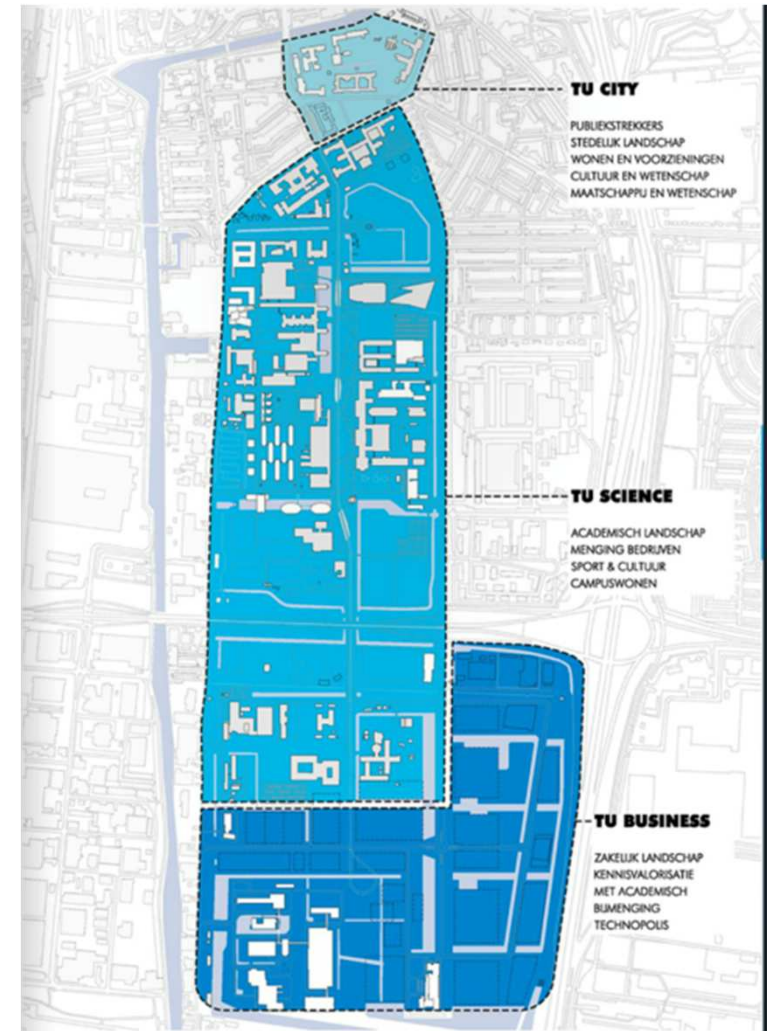 TU CITY
PUBLIEKSTREKKERS
STEDELIJK LANDSCHAP
WONEN EN VOORZIENINGEN
CULTUUR EN WETENSCHAP
MAATSCHAPPIJ EN WETENSCHAP
TU SCIENCE
ACADEMISCH LANDSCHAP
MENGING BEDRIJVEN
SPORT & CULTUUR
CAMPUSWONEN
TU BUSINESS
ZAKELIJK LANDSCHAP
KENNISVALORISATIE
MET ACADEMISCH
BIJMENGING
TECHNOPOLIS